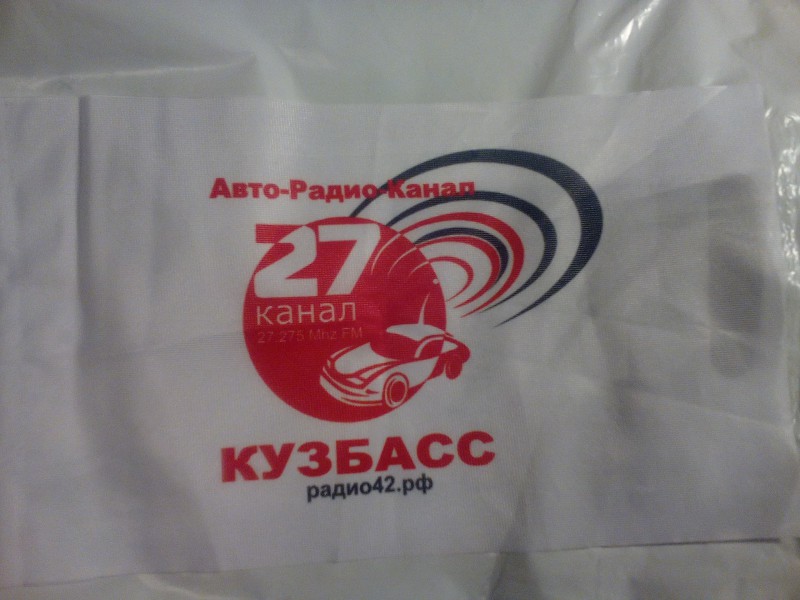 Авто-Радио-Канал
27
канал
27.275 Mhz FM
КУЗБАСС
радио42.рф